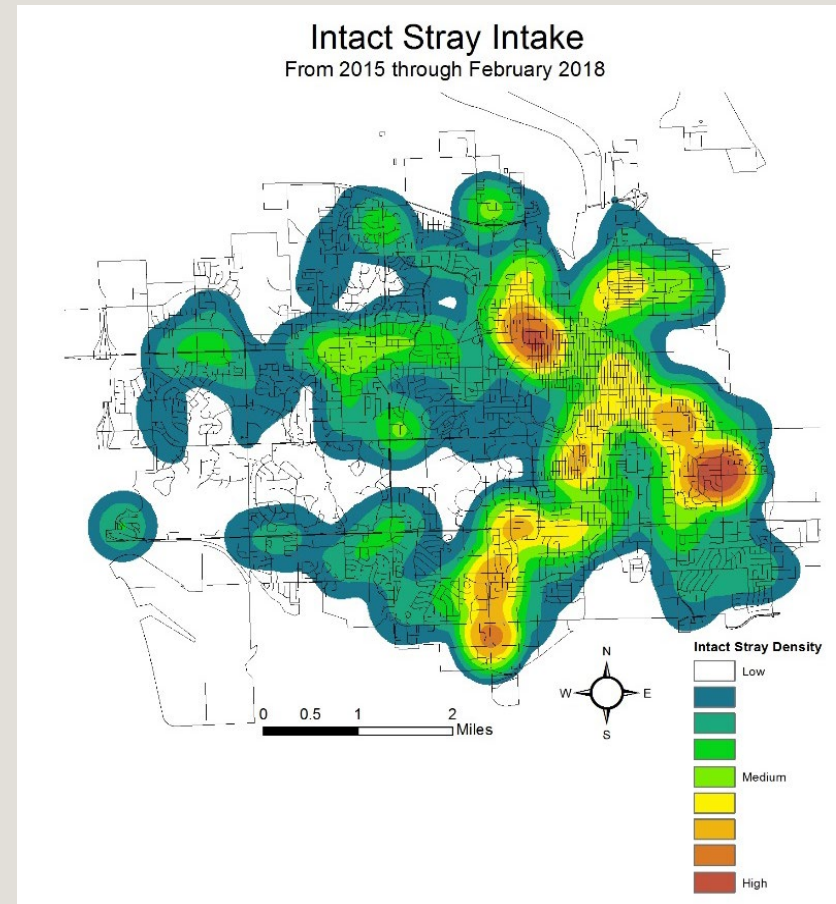 Intact Stray Intake
From 2015 through February 2018
N
W E
S
0 0.5 1 2
Miles
Intact Stray Density
Low
Medium
High